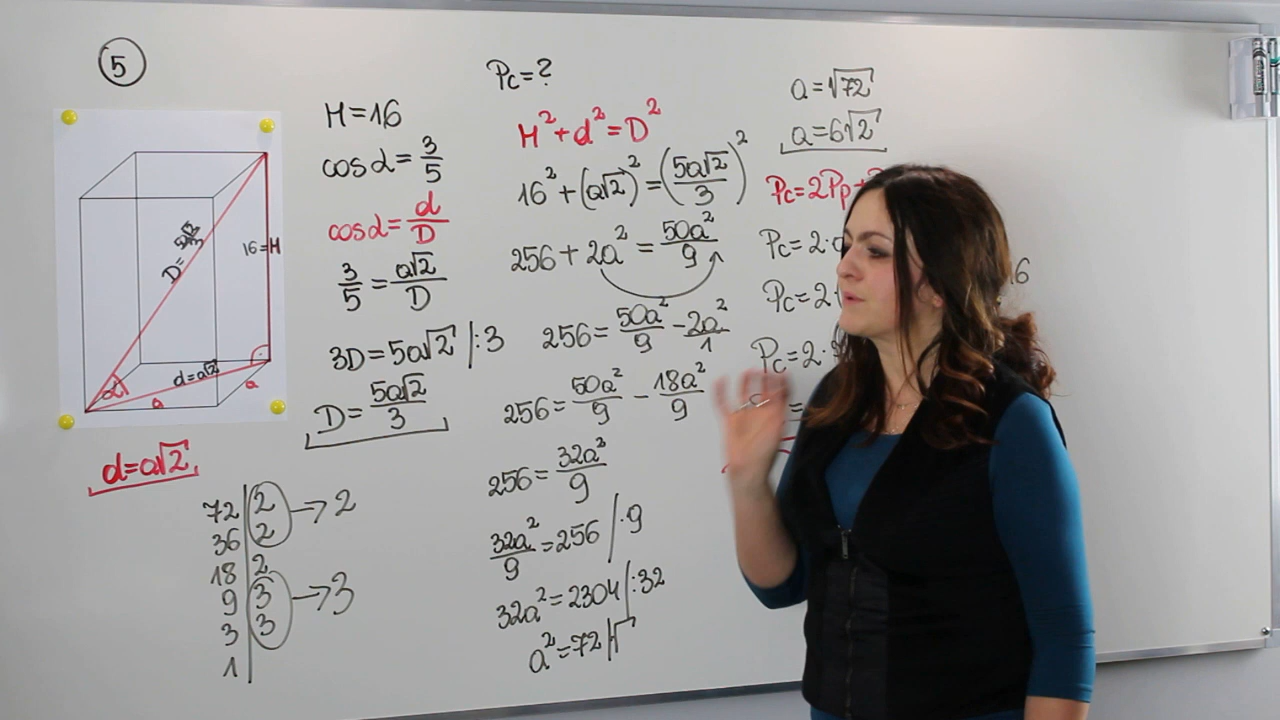 5
D=5a√2/3
16=H
α
d=a√2
a
a
d=a√2
72|2
36|2
→2
18|2
9|3
3|3
→3
1|
H=16
cosα=3/5
cosα=d/D
3/5=a√2/D
3D=5a√2 |:3
D=5a√2/3
Pc=?
H²+d²=D²
16²+(a√2)²=(5a√2/3)²
256+2a²=50a²/9
256=50a²/9-2a²/1
256=50a²/9-18a²/9
256=32a²/9
32a²/9=256 |·9
32a²=2304 |:32
a²=72 |√
a=√72
a=6√2
Pc=2Pp+
Pc=2·
6
Pc=2·
Pc=2·
=